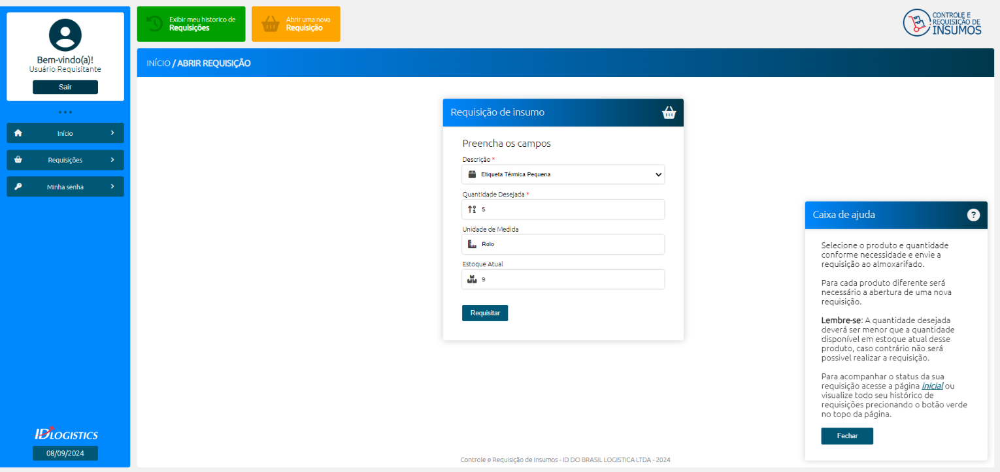 Bem-vindo(a)!
Usuário Requisitante
Sair
Início
Requisições
Minha senha
IDLOGISTICS
08/09/2024
Exibir meu historico de
Requisições
Abrir uma nova
Requisição
CONTROLE E
REQUISIÇÃO DE
INSUMOS
INÍCIO / ABRIR REQUISIÇÃO
Requisição de insumo
Preencha os campos
Descrição *
Etiqueta Térmica Pequena
Quantidade Desejada *
5
Unidade de Medida
Rolo
Estoque Atual
9
Requisitar
Caixa de ajuda
?
Selecione o produto e quantidade
conforme necessidade e envie a
requisição ao almoxarifado.
Para cada produto diferente será
necessário a abertura de uma nova
requisição.
Lembre-se: A quantidade desejada
deverá ser menor que a quantidade
disponível em estoque atual desse
produto, caso contrário não será
possivel realizar a requisição.
Para acompanhar o status da sua
requisição acesse a página inicial ou
visualize todo seu histórico de
requisições precionando o botão verde
no topo da página.
Fechar
Controle e Requisição de Insumos - ID DO BRASIL LOGISTICA LTDA - 2024